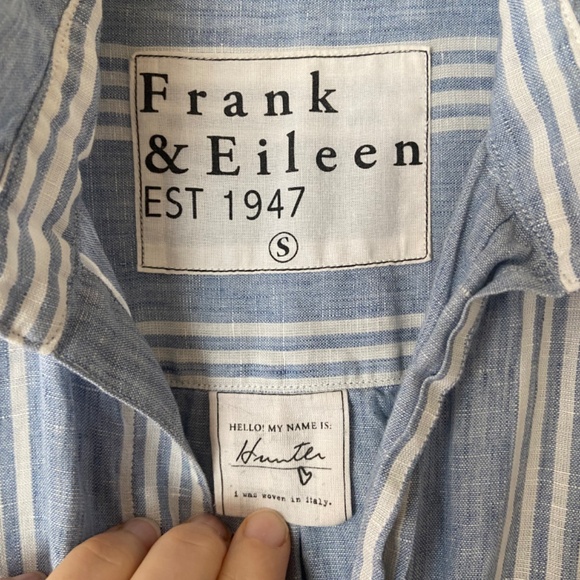 Frank
& Eileen
EST 1947
S
HELLO! MY NAME IS:
Hunter
i was woven in italy.